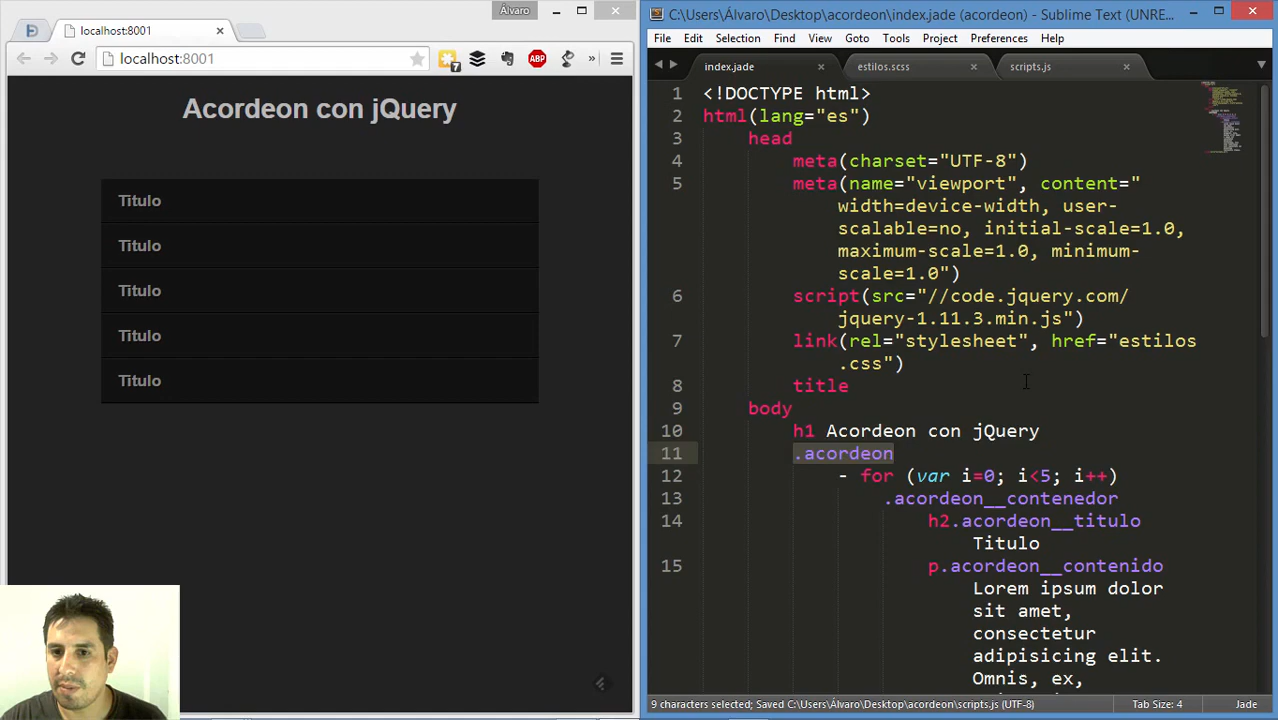 Álvaro
localhost:8001
localhost:8001
7
ABP
»
Acordeon con jQuery
Titulo
Titulo
Titulo
Titulo
Titulo
C:\Users\Álvaro\Desktop\acordeon\index.jade (acordeon) - Sublime Text (UNRE...
File Edit Selection Find View Goto Tools Project Preferences Help
index.jade estilos.scss scripts.js
1 <!DOCTYPE html>
2 html(lang="es")
3 head
4 meta(charset="UTF-8")
5 meta(name="viewport", content="
width=device-width, user-
scalable=no, initial-scale=1.0,
maximum-scale=1.0, minimum-
scale=1.0")
6 script(src="//code.jquery.com/
jquery-1.11.3.min.js")
7 link(rel="stylesheet", href="estilos
.css")
8 title
9 body
10 h1 Acordeon con jQuery
11 .acordeon
12 - for (var i=0; i<5; i++)
13 .acordeon__contenedor
14 h2.acordeon__titulo
Titulo
15 p.acordeon__contenido
Lorem ipsum dolor
sit amet,
consectetur
adipisicing elit.
Omnis, ex,
9 characters selected; Saved C:\Users\Álvaro\Desktop\acordeon\scripts.js (UTF-8) Tab Size: 4 Jade